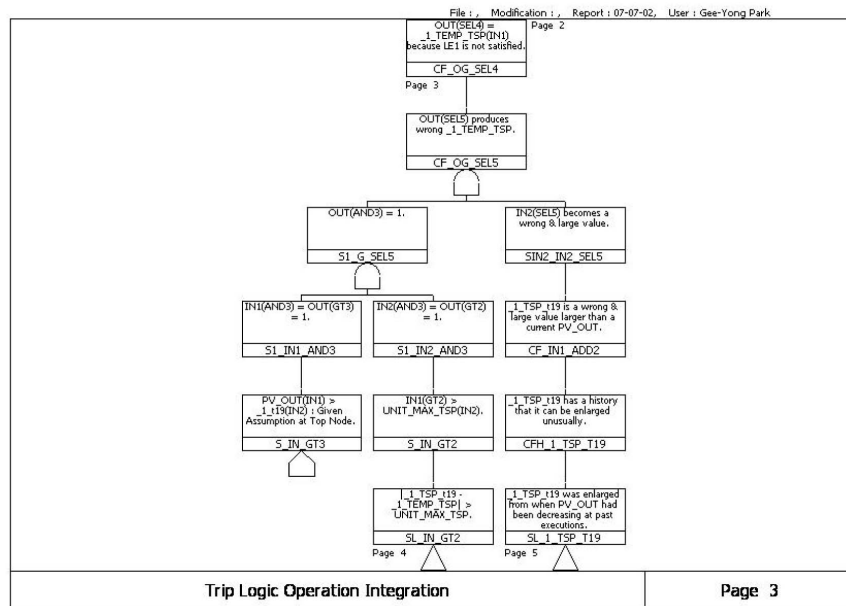 File : ,   Modification : ,   Report : 07-07-02,   User : Gee-Yong Park
OUT(SEL4) =
_1_TEMP_TSP(IN1)
because LE1 is not satisfied.
CF_OG_SEL4
Page 2
Page 3
OUT(SEL5) produces
wrong _1_TEMP_TSP.
CF_OG_SEL5
OUT(AND3) = 1.
S1_G_SEL5
IN2(SEL5) becomes a
wrong & large value.
SIN2_IN2_SEL5
IN1(AND3) = OUT(GT3)
= 1.
S1_IN1_AND3
IN2(AND3) = OUT(GT2)
= 1.
S1_IN2_AND3
_1_TSP_t19 is a wrong &
large value larger than a
current PV_OUT.
CF_IN1_ADD2
PV_OUT(IN1) >
_1_t19(IN2) : Given
Assumption at Top Node.
S_IN_GT3
IN1(GT2) >
UNIT_MAX_TSP(IN2).
S_IN_GT2
_1_TSP_t19 has a history
that it can be enlarged
unusually.
CFH_1_TSP_T19
|_1_TSP_t19 -
_1_TEMP_TSP| >
UNIT_MAX_TSP.
SL_IN_GT2
Page 4
_1_TSP_t19 was enlarged
from when PV_OUT had
been decreasing at past
executions.
SL_1_TSP_T19
Page 5
Trip Logic Operation Integration
Page 3